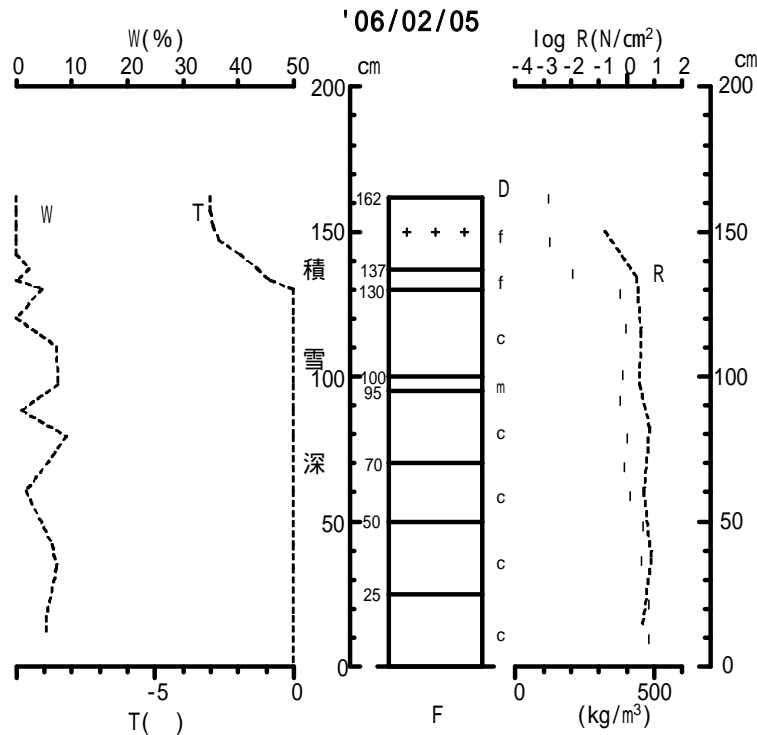 '06/02/05
W(%)
log R(N/cm²)
0 10 20 30 40 50 cm
-4 -3 -2 -1 0 1 2 cm
200 200
D
162
W T
150 + + + f 150
積 137 R
f
130
雪 c
100 100 m 100
95
深 c
70
c
50 50 50
c
25
c
0 0
-5 0
0 500
T( ) F (kg/m³)